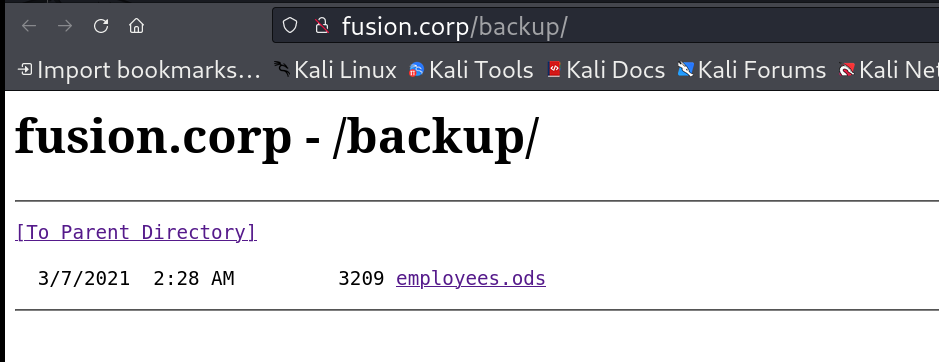 fusion.corp/backup/
Import bookmarks... Kali Linux Kali Tools Kali Docs Kali Forums Kali Net
fusion.corp - /backup/
[To Parent Directory]
3/7/2021 2:28 AM 3209 employees.ods